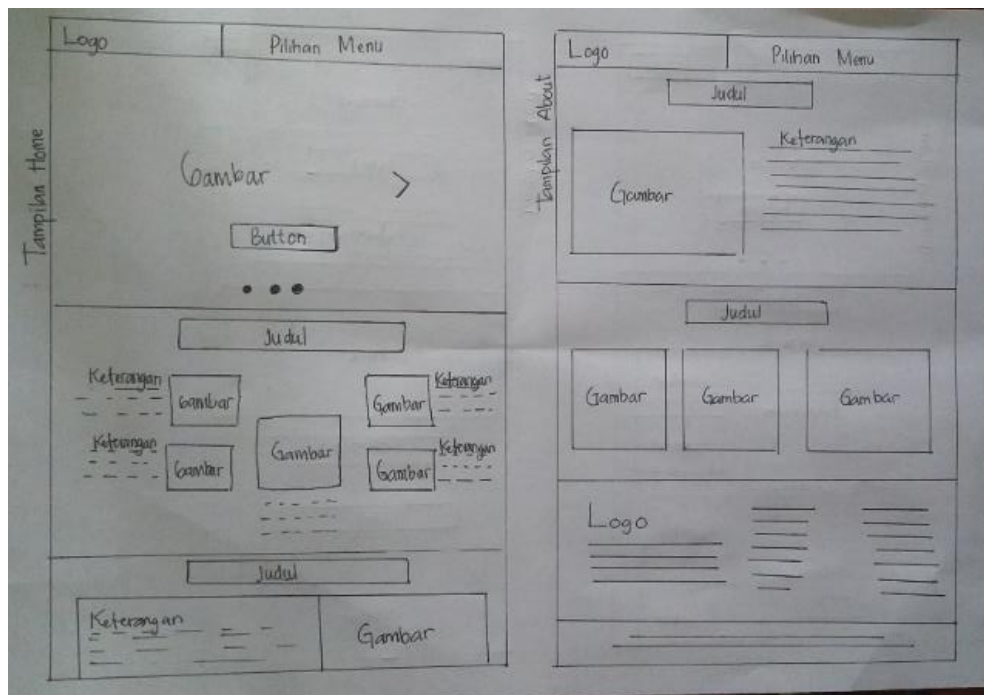 Tampilan Home
Logo
Pilihan Menu
Gambar
>
Button
Judul
Keterangan
Gambar
Gambar
Keterangan
Gambar
Keterangan
Gambar
Gambar
Keterangan
Judul
Keterangan
Gambar
Tampilan About
Logo
Pilihan Menu
Judul
Gambar
Keterangan
Judul
Gambar
Gambar
Gambar
Logo